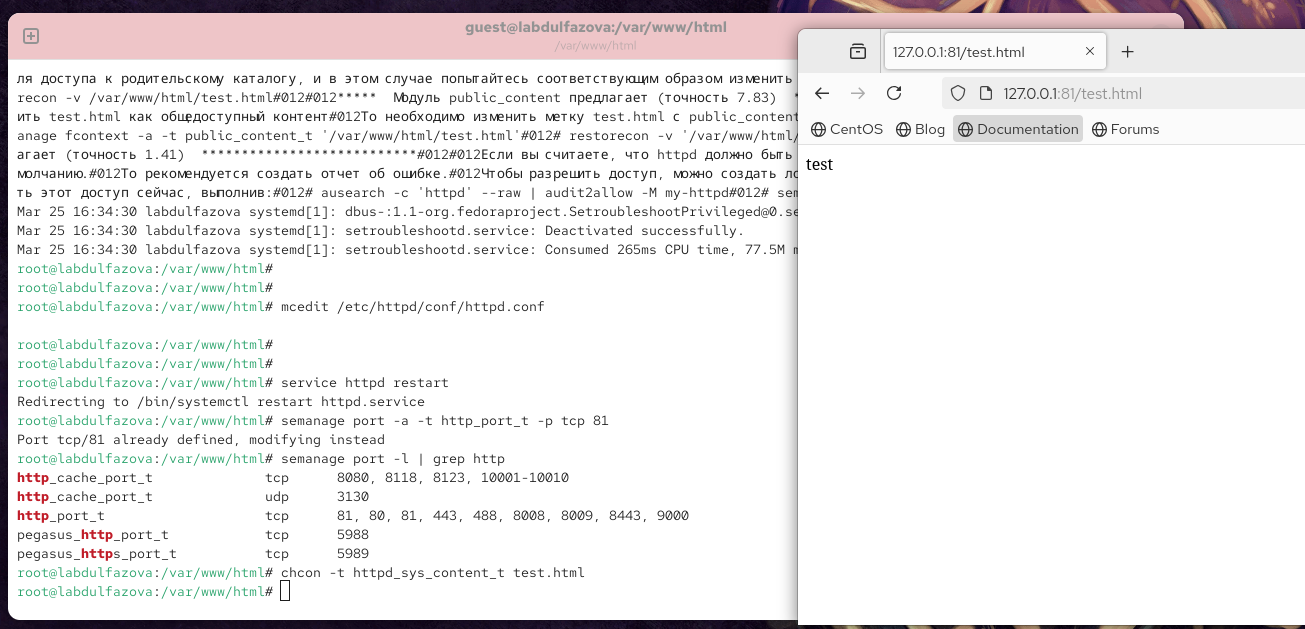 guest@labdulfazova:/var/www/html
/var/www/html
ля доступа к родительскому каталогу, и в этом случае попытайтесь соответствующим образом изменить
recon -v /var/www/html/test.html#012#012*****  Модуль public_content предлагает (точность 7.83)  *
ить test.html как общедоступный контент#012То необходимо изменить метку test.html с public_content
anage fcontext -a -t public_content_t '/var/www/html/test.html'#012# restorecon -v '/var/www/html/
агает (точность 1.41)  ***************************#012#012Если вы считаете, что httpd должно быть
молчанию.#012То рекомендуется создать отчет об ошибке.#012Чтобы разрешить доступ, можно создать ло
ть этот доступ сейчас, выполнив:#012# ausearch -c 'httpd' --raw | audit2allow -M my-httpd#012# sem
Mar 25 16:34:30 labdulfazova systemd[1]: dbus-:1.1-org.fedoraproject.SetroubleshootPrivileged@0.se
Mar 25 16:34:30 labdulfazova systemd[1]: setroubleshootd.service: Deactivated successfully.
Mar 25 16:34:30 labdulfazova systemd[1]: setroubleshootd.service: Consumed 265ms CPU time, 77.5M m
root@labdulfazova:/var/www/html#
root@labdulfazova:/var/www/html#
root@labdulfazova:/var/www/html# mcedit /etc/httpd/conf/httpd.conf
root@labdulfazova:/var/www/html#
root@labdulfazova:/var/www/html#
root@labdulfazova:/var/www/html# service httpd restart
Redirecting to /bin/systemctl restart httpd.service
root@labdulfazova:/var/www/html# semanage port -a -t http_port_t -p tcp 81
Port tcp/81 already defined, modifying instead
root@labdulfazova:/var/www/html# semanage port -l | grep http
http_cache_port_t              tcp      8080, 8118, 8123, 10001-10010
http_cache_port_t              udp      3130
http_port_t                    tcp      81, 80, 81, 443, 488, 8008, 8009, 8443, 9000
pegasus_http_port_t            tcp      5988
pegasus_https_port_t           tcp      5989
root@labdulfazova:/var/www/html# chcon -t httpd_sys_content_t test.html
root@labdulfazova:/var/www/html#
127.0.0.1:81/test.html
127.0.0.1:81/test.html
CentOS Blog Documentation Forums
test